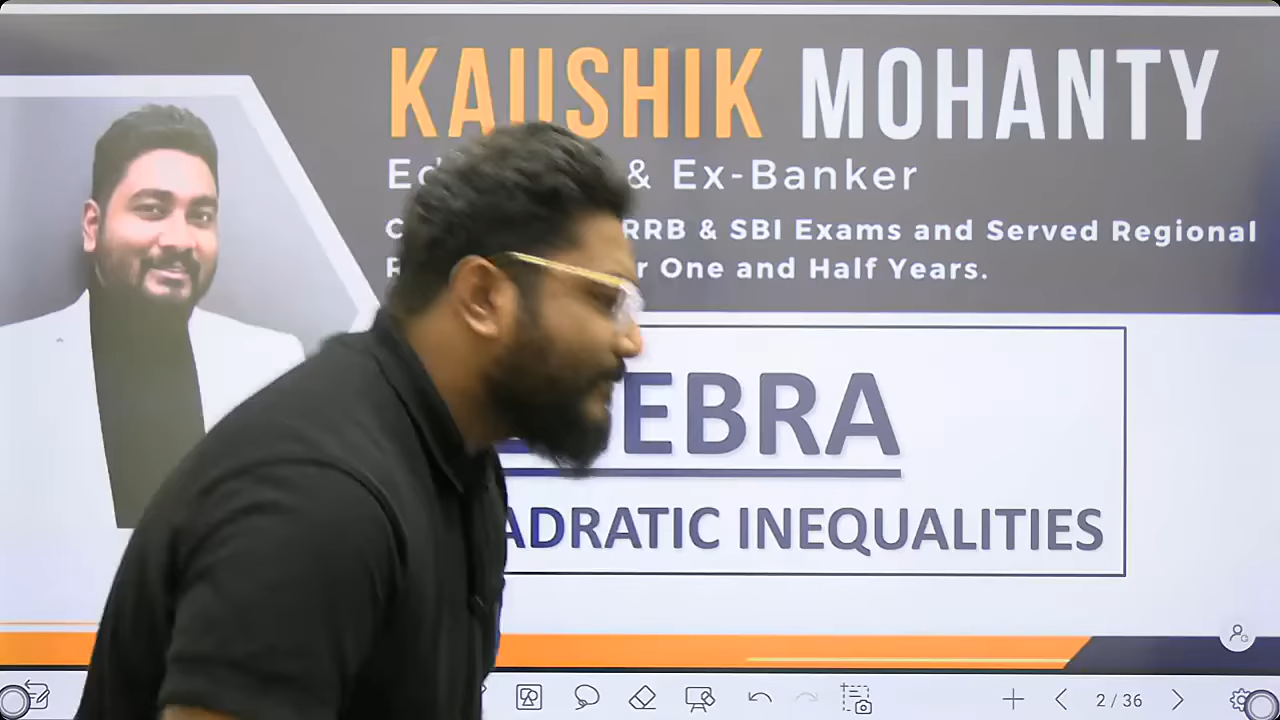 KAUSHIK MOHANTY
& Ex-Banker
RRB & SBI Exams and Served Regional
One and Half Years.
EBRA
ADRATIC INEQUALITIES
2 / 36